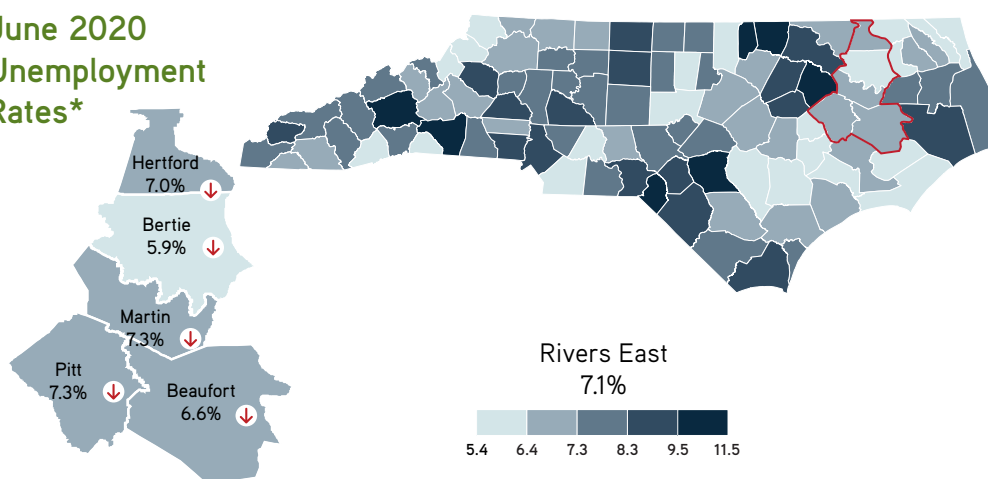 June 2020
Unemployment
Rates*
Hertford
7.0%
Bertie
5.9%
Martin
7.3%
Pitt
7.3%
Beaufort
6.6%
Rivers East
7.1%
5.4 6.4 7.3 8.3 9.5 11.5